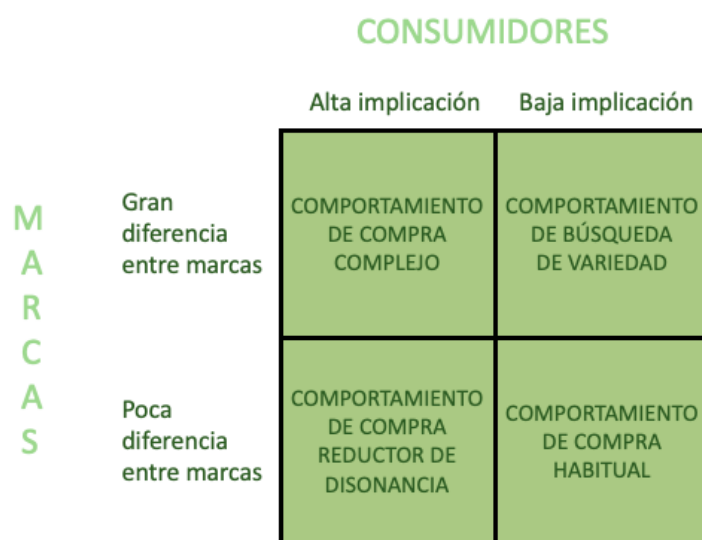 CONSUMIDORES
Alta implicación
Baja implicación
M
A
R
C
A
S
Gran
diferencia
entre marcas
COMPORTAMIENTO
DE COMPRA
COMPLEJO
COMPORTAMIENTO
DE BÚSQUEDA
DE VARIEDAD
Poca
diferencia
entre marcas
COMPORTAMIENTO
DE COMPRA
REDUCTOR DE
DISONANCIA
COMPORTAMIENTO
DE COMPRA
HABITUAL